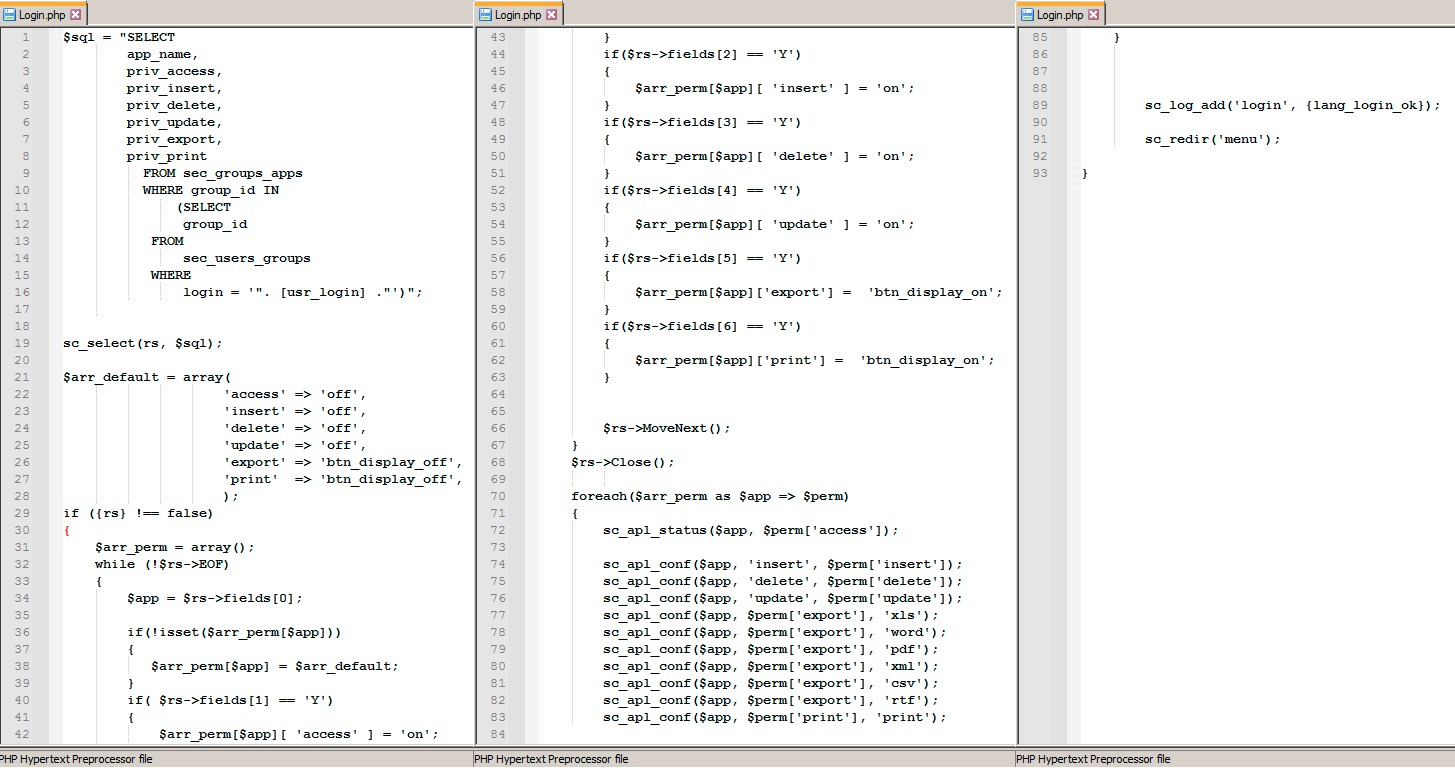 Login.php
1 $sql = "SELECT
2 app_name,
3 priv_access,
4 priv_insert,
5 priv_delete,
6 priv_update,
7 priv_export,
8 priv_print
9 FROM sec_groups_apps
10 WHERE group_id IN
11 (SELECT
12 group_id
13 FROM
14 sec_users_groups
15 WHERE
16 login = '". [usr_login] ."')";
17
18
19 sc_select(rs, $sql);
20
21 $arr_default = array(
22 'access' => 'off',
23 'insert' => 'off',
24 'delete' => 'off',
25 'update' => 'off',
26 'export' => 'btn_display_off',
27 'print'  => 'btn_display_off',
28 );
29 if ({rs} !== false)
30 {
31 $arr_perm = array();
32 while (!$rs->EOF)
33 {
34 $app = $rs->fields[0];
35
36 if(!isset($arr_perm[$app]))
37 {
38 $arr_perm[$app] = $arr_default;
39 }
40 if( $rs->fields[1] == 'Y')
41 {
42 $arr_perm[$app][ 'access' ] = 'on';
PHP Hypertext Preprocessor file
Login.php
43 }
44 if($rs->fields[2] == 'Y')
45 {
46 $arr_perm[$app][ 'insert' ] = 'on';
47 }
48 if($rs->fields[3] == 'Y')
49 {
50 $arr_perm[$app][ 'delete' ] = 'on';
51 }
52 if($rs->fields[4] == 'Y')
53 {
54 $arr_perm[$app][ 'update' ] = 'on';
55 }
56 if($rs->fields[5] == 'Y')
57 {
58 $arr_perm[$app]['export'] =  'btn_display_on';
59 }
60 if($rs->fields[6] == 'Y')
61 {
62 $arr_perm[$app]['print'] =  'btn_display_on';
63 }
64
65
66 $rs->MoveNext();
67 }
68 $rs->Close();
69
70 foreach($arr_perm as $app => $perm)
71 {
72 sc_apl_status($app, $perm['access']);
73
74 sc_apl_conf($app, 'insert', $perm['insert']);
75 sc_apl_conf($app, 'delete', $perm['delete']);
76 sc_apl_conf($app, 'update', $perm['update']);
77 sc_apl_conf($app, $perm['export'], 'xls');
78 sc_apl_conf($app, $perm['export'], 'word');
79 sc_apl_conf($app, $perm['export'], 'pdf');
80 sc_apl_conf($app, $perm['export'], 'xml');
81 sc_apl_conf($app, $perm['export'], 'csv');
82 sc_apl_conf($app, $perm['export'], 'rtf');
83 sc_apl_conf($app, $perm['print'], 'print');
84
PHP Hypertext Preprocessor file
Login.php
85 }
86
87
88
89 sc_log_add('login', {lang_login_ok});
90
91 sc_redir('menu');
92
93 }
PHP Hypertext Preprocessor file